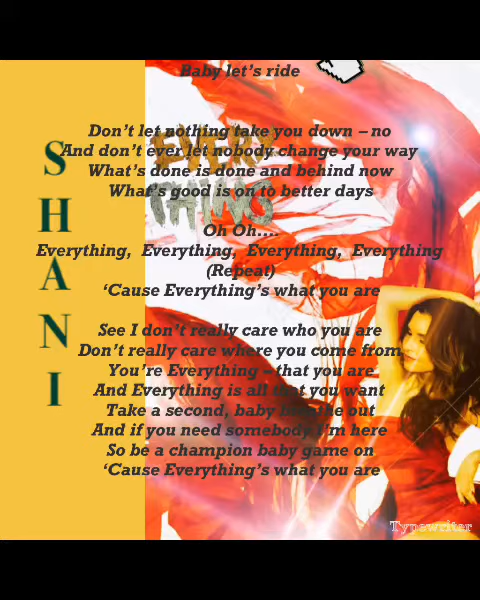 Baby let's ride
Don't let nothing take you down – no
And don't ever let nobody change your way
What's done is done and behind now
What's good is on to better days
Oh Oh....
Everything, Everything, Everything, Everything
(Repeat)
‘Cause Everything's what you are
See I don't really care who you are
Don't really care where you come from
You're Everything – that you are
And Everything is all that you want
Take a second, baby breathe out
And if you need somebody I'm here
So be a champion baby game on
‘Cause Everything's what you are
SHANI
EVERY
THING
Typewriter